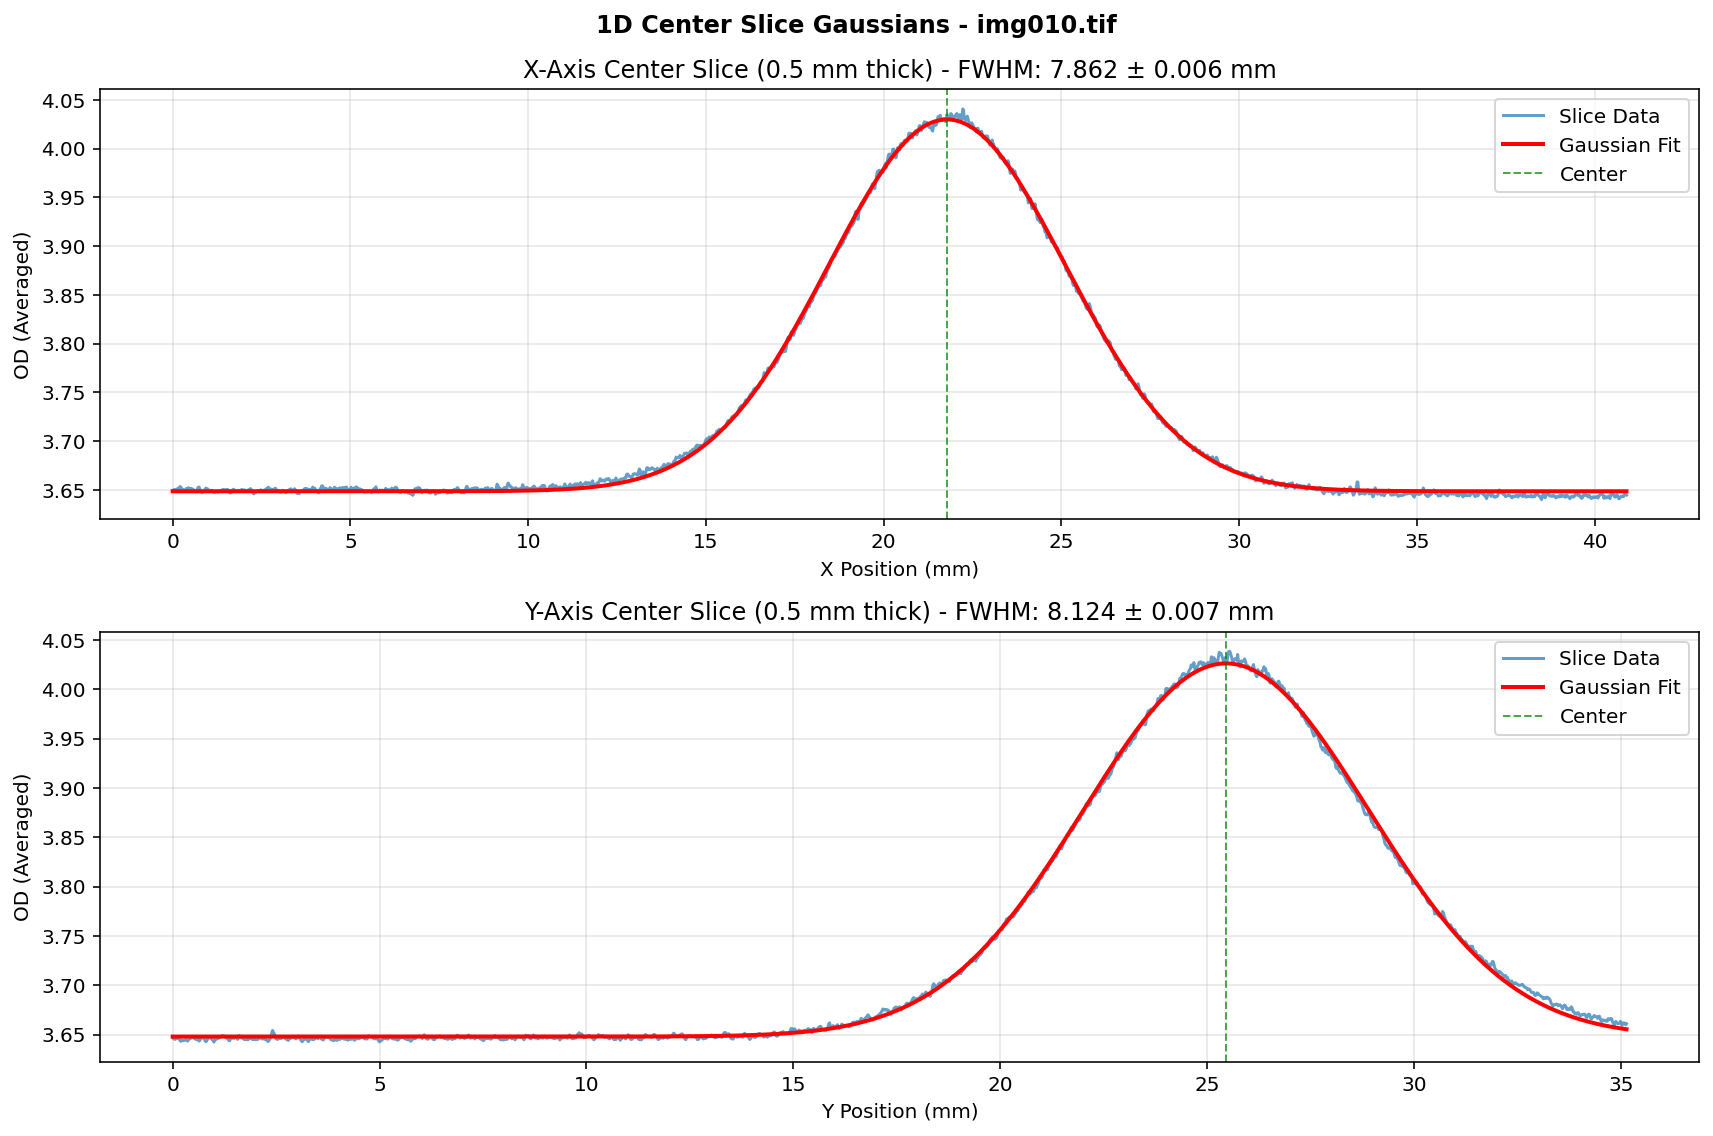 1D Center Slice Gaussians - img010.tif
X-Axis Center Slice (0.5 mm thick) - FWHM: 7.862 ± 0.006 mm
4.05
4.00
3.95
3.90
3.85
3.80
3.75
3.70
3.65
OD (Averaged)
Slice Data
Gaussian Fit
Center
0 5 10 15 20 25 30 35 40
X Position (mm)
Y-Axis Center Slice (0.5 mm thick) - FWHM: 8.124 ± 0.007 mm
4.05
4.00
3.95
3.90
3.85
3.80
3.75
3.70
3.65
OD (Averaged)
Slice Data
Gaussian Fit
Center
0 5 10 15 20 25 30 35
Y Position (mm)